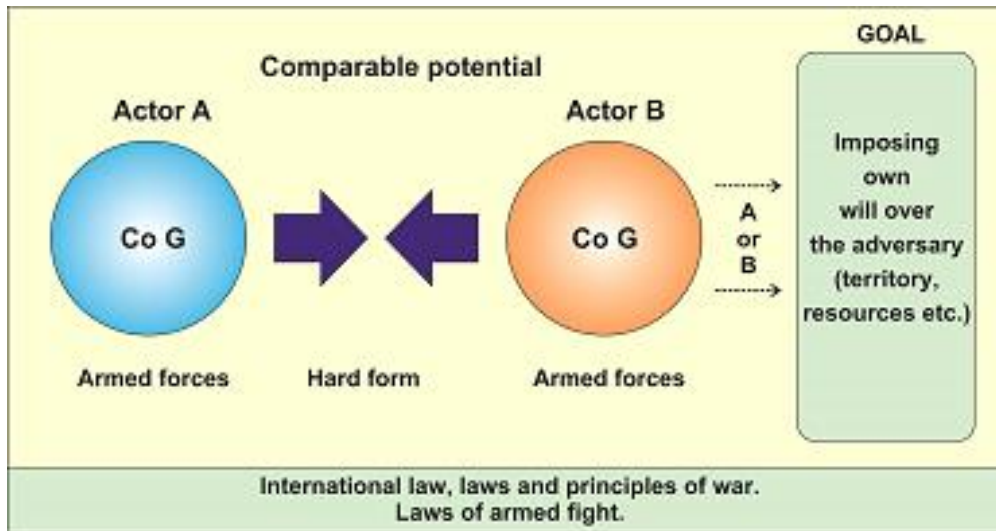 GOAL
Comparable potential
Actor A
Actor B
Co G
Co G
A
or
B
Imposing
own
will over
the adversary
(territory,
resources etc.)
Armed forces
Hard form
Armed forces
International law, laws and principles of war.
Laws of armed fight.